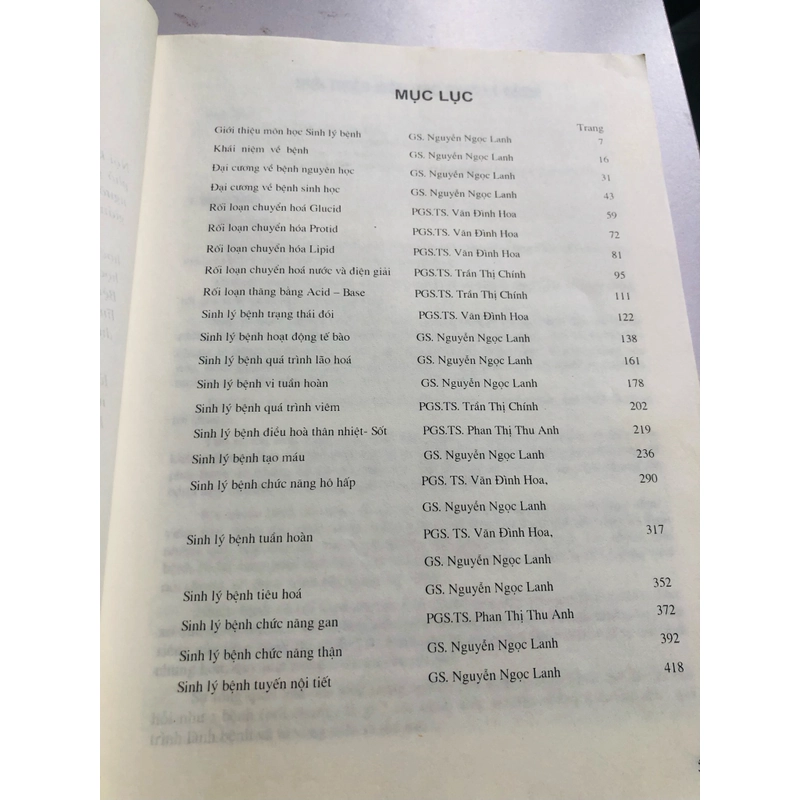 MỤC LỤC
Trang
Giới thiệu môn học Sinh lý bệnh GS. Nguyễn Ngọc Lanh 7
Khái niệm về bệnh GS. Nguyễn Ngọc Lanh 16
Đại cương về bệnh nguyên học GS. Nguyễn Ngọc Lanh 31
Đại cương về bệnh sinh học GS. Nguyễn Ngọc Lanh 43
Rối loạn chuyển hoá Glucid PGS.TS. Văn Đình Hoa 59
Rối loạn chuyển hóa Protid PGS.TS. Văn Đình Hoa 72
Rối loạn chuyển hóa Lipid PGS.TS. Văn Đình Hoa 81
Rối loạn chuyển hoá nước và điện giải PGS.TS. Trần Thị Chính 95
Rối loạn thăng bằng Acid – Base PGS.TS. Trần Thị Chính 111
Sinh lý bệnh trạng thái đói PGS.TS. Văn Đình Hoa 122
Sinh lý bệnh hoạt động tế bào GS. Nguyễn Ngọc Lanh 138
Sinh lý bệnh quá trình lão hoá GS. Nguyễn Ngọc Lanh 161
Sinh lý bệnh vi tuần hoàn GS. Nguyễn Ngọc Lanh 178
Sinh lý bệnh quá trình viêm PGS.TS. Trần Thị Chính 202
Sinh lý bệnh điều hoà thân nhiệt- Sốt PGS.TS. Phan Thị Thu Anh 219
Sinh lý bệnh tạo máu GS. Nguyễn Ngọc Lanh 236
Sinh lý bệnh chức năng hô hấp PGS. TS. Văn Đình Hoa, 290
GS. Nguyễn Ngọc Lanh
Sinh lý bệnh tuần hoàn PGS. TS. Văn Đình Hoa, 317
GS. Nguyễn Ngọc Lanh
Sinh lý bệnh tiêu hoá GS. Nguyễn Ngọc Lanh 352
Sinh lý bệnh chức năng gan PGS.TS. Phan Thị Thu Anh 372
Sinh lý bệnh chức năng thận GS. Nguyễn Ngọc Lanh 392
Sinh lý bệnh tuyến nội tiết GS. Nguyễn Ngọc Lanh 418